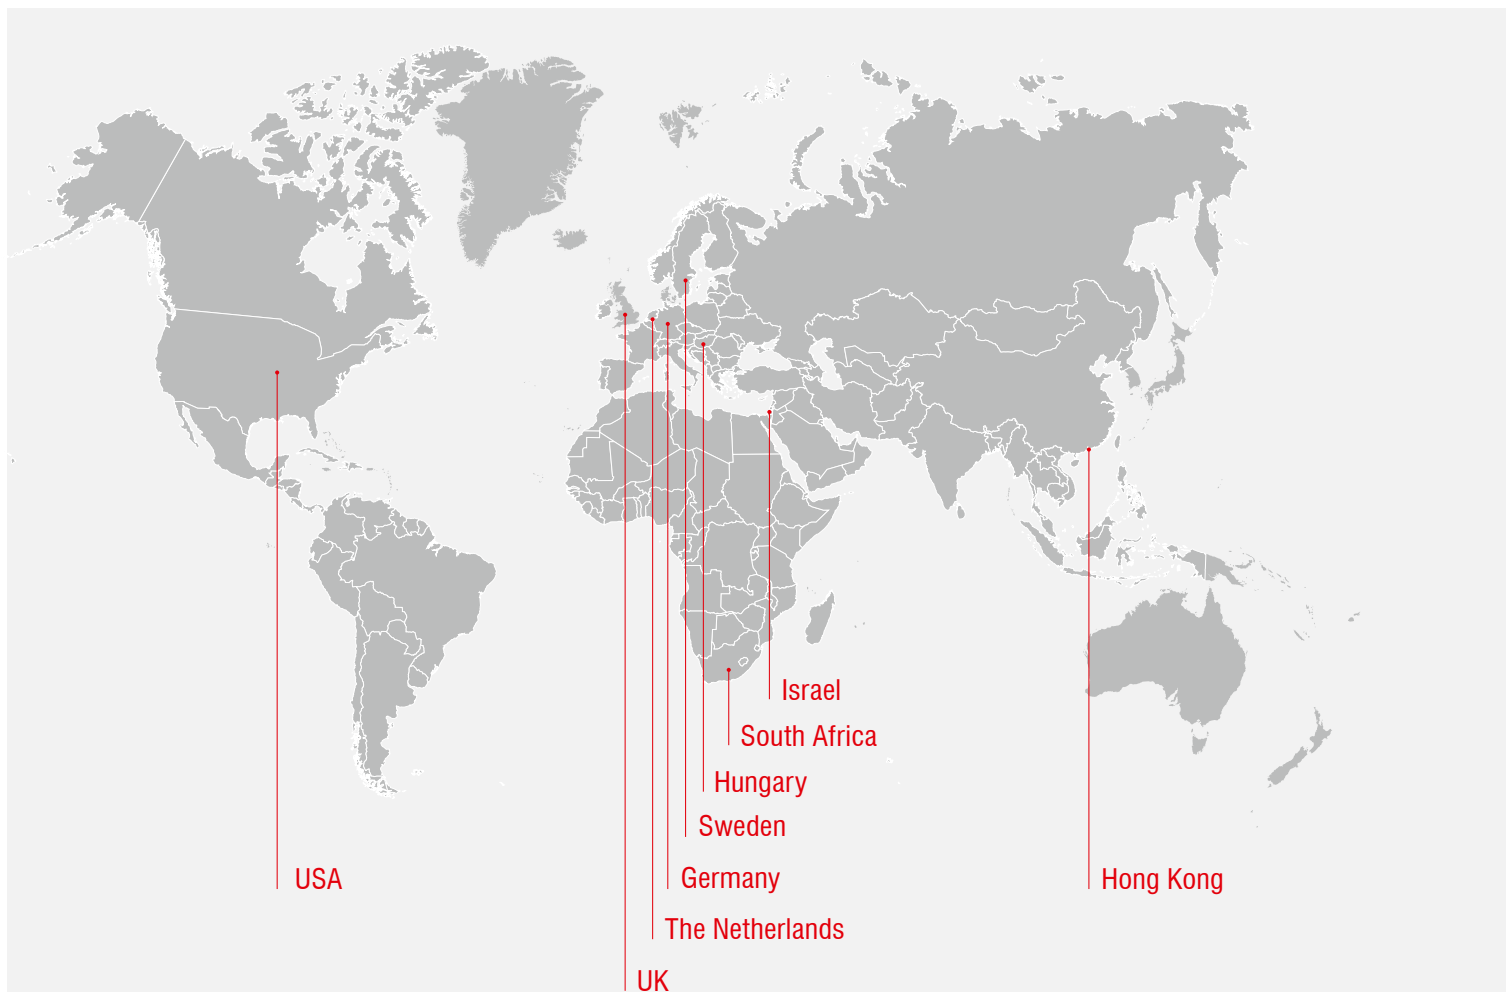 Israel
South Africa
Hungary
Sweden
USA
Germany
Hong Kong
The Netherlands
UK